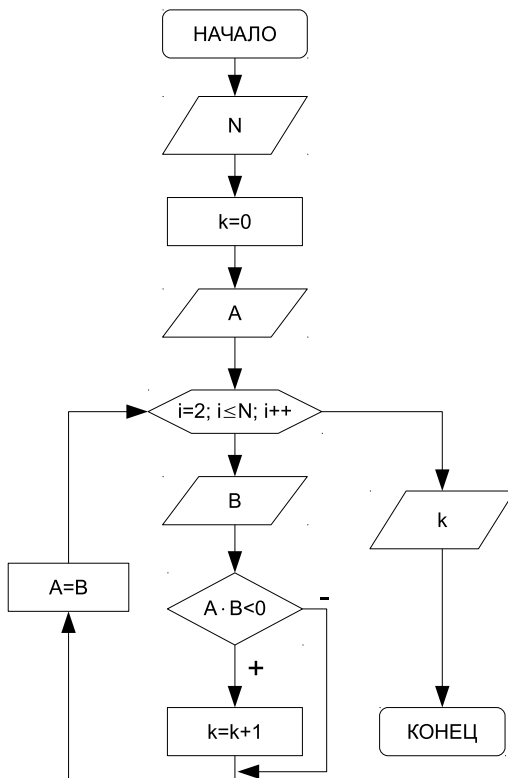 НАЧАЛО
N
k=0
A
i=2; i≤N; i++
B
k
A=B
A·B<0
-
+
k=k+1
КОНЕЦ